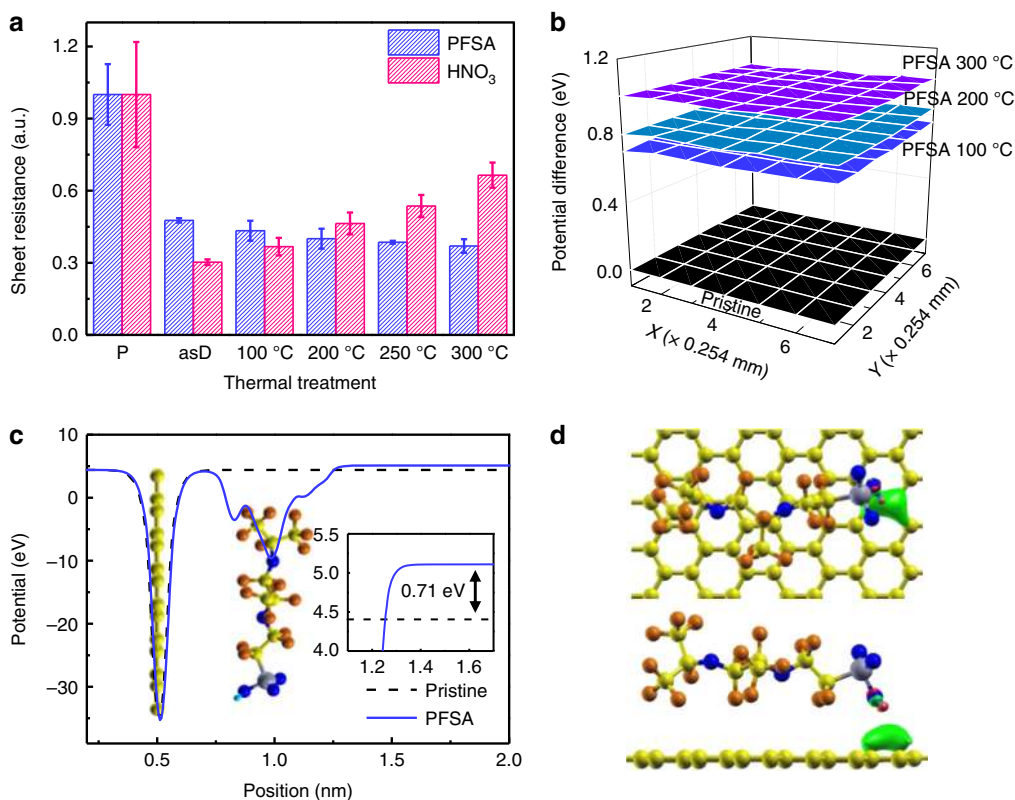 a
1.2
0.9
0.6
0.3
0.0
Sheet resistance (a.u.)
PFSA
HNO₃
P asD 100 °C 200 °C 250 °C 300 °C
Thermal treatment
b
1.2
0.8
0.4
0.0
Potential difference (eV)
PFSA 300 °C
PFSA 200 °C
PFSA 100 °C
Pristine
2 4 6
X (× 0.254 mm)
2 4 6
Y (× 0.254 mm)
c
10
0
−10
−20
−30
Potential (eV)
5.5
5.0
4.5
4.0
0.71 eV
1.2 1.4 1.6
Pristine
PFSA
0.5 1.0 1.5 2.0
Position (nm)
d